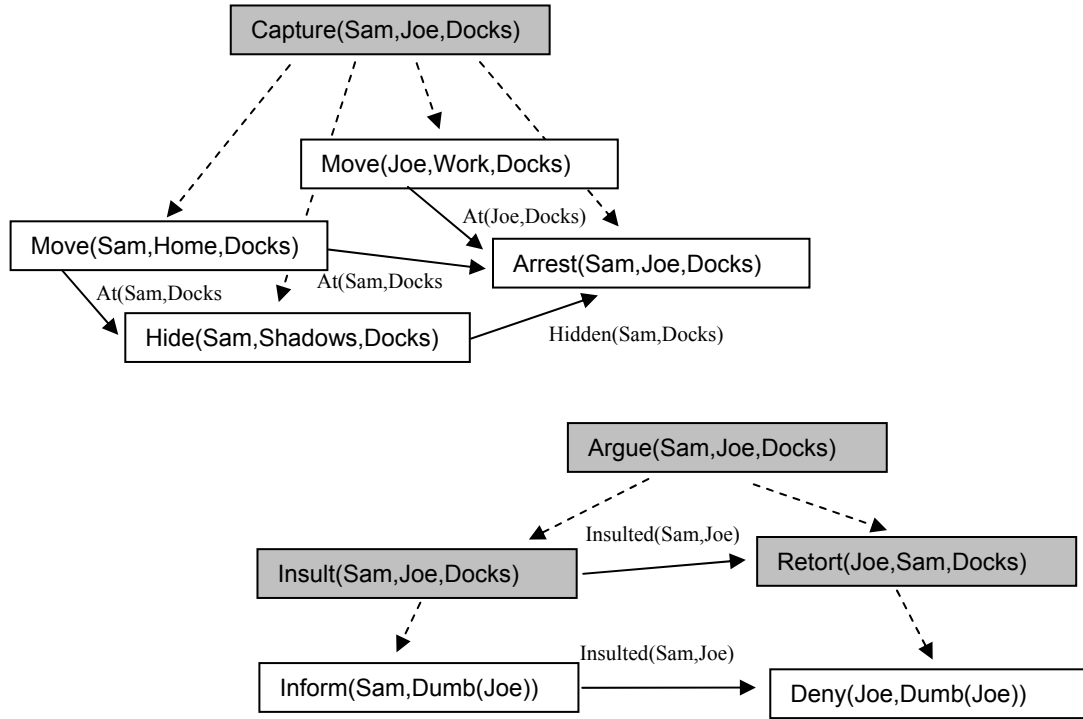 Capture(Sam,Joe,Docks)
Move(Joe,Work,Docks)
At(Joe,Docks)
Move(Sam,Home,Docks)
Arrest(Sam,Joe,Docks)
At(Sam,Docks
At(Sam,Docks
Hide(Sam,Shadows,Docks)
Hidden(Sam,Docks)
Argue(Sam,Joe,Docks)
Insulted(Sam,Joe)
Insult(Sam,Joe,Docks)
Retort(Joe,Sam,Docks)
Insulted(Sam,Joe)
Inform(Sam,Dumb(Joe))
Deny(Joe,Dumb(Joe))